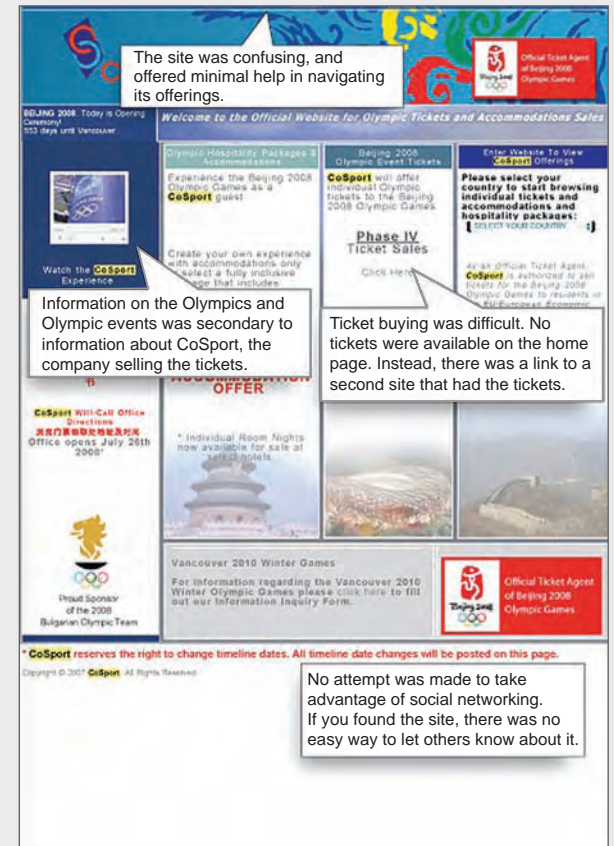 The site was confusing, and
offered minimal help in navigating
its offerings.
Official Ticket Agent
of Beijing 2008
Olympic Games
Beijing 2008
BEIJING 2008: Today is Opening
Ceremony!
553 days until Vancouver
Welcome to the Official Website for Olympic Tickets and Accommodations Sales
Watch the CoSport
Experience
Olympic Hospitality Packages &
Accommodations
Experience the Beijing 2008
Olympic Games as a
CoSport guest
Create your own experience
with accommodations only
select a fully inclusive
that includes
Beijing 2008
Olympic Event Tickets
CoSport will offer
individual Olympic
tickets to the Beijing
2008 Olympic Games
Phase IV
Ticket Sales
Click Here
Enter Website To View
CoSport Offerings
Please select your
country to start browsing
individual tickets and
accommodations and
hospitality packages:
SELECT YOUR COUNTRY
As an Official Ticket Agent,
CoSport is authorized to sell
tickets for the Beijing 2008
Olympic Games to residents of
the EU/European Economic
Information on the Olympics and
Olympic events was secondary to
information about CoSport, the
company selling the tickets.
Ticket buying was difficult. No
tickets were available on the home
page. Instead, there was a link to a
second site that had the tickets.
书
CoSport Will-Call Office
Directions
Office opens July 26th
2008*
ACCOMMODATION
OFFER
* Individual Room Nights
now available for sale at
select hotels
Proud Sponsor
of the 2008
Bulgarian Olympic Team
Vancouver 2010 Winter Games
For information regarding the Vancouver 2010
Winter Olympic Games please click here to fill
out our Information Inquiry Form.
Beijing 2008
Official Ticket Agent
of Beijing 2008
Olympic Games
* CoSport reserves the right to change timeline dates. All timeline date changes will be posted on this page.
Copyright © 2007 CoSport. All Rights Reserved.
No attempt was made to take
advantage of social networking.
If you found the site, there was no
easy way to let others know about it.